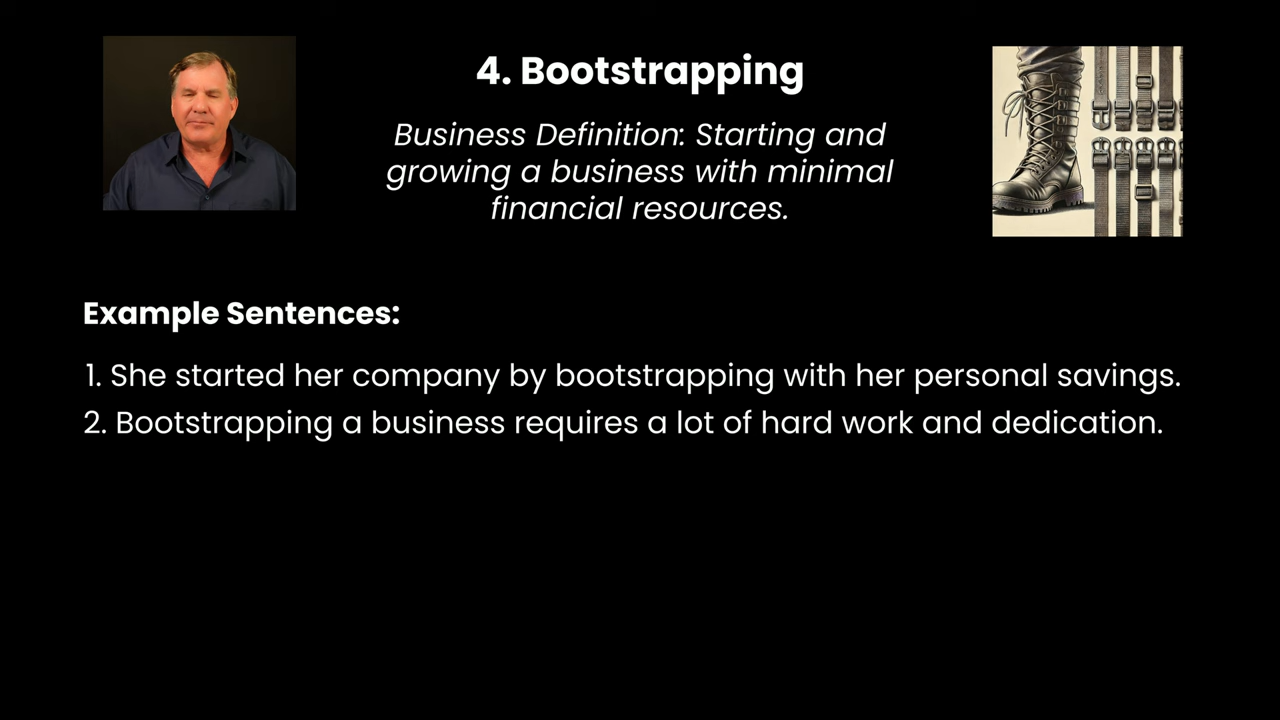 4. Bootstrapping
Business Definition: Starting and
growing a business with minimal
financial resources.
Example Sentences:
1. She started her company by bootstrapping with her personal savings.
2. Bootstrapping a business requires a lot of hard work and dedication.